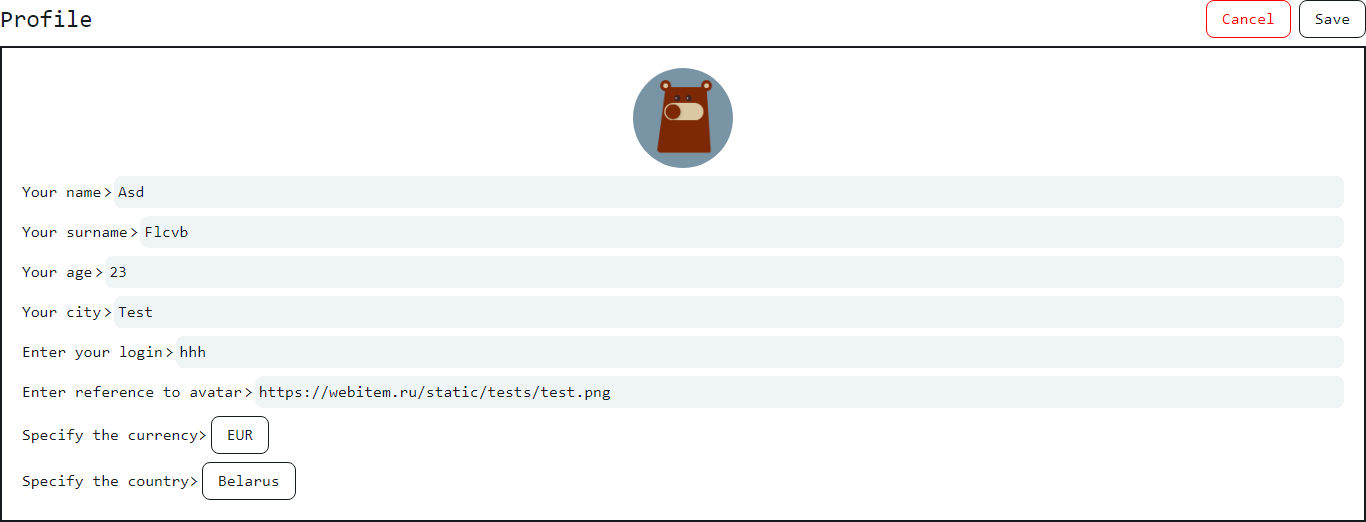 Profile
Cancel Save
Your name> Asd
Your surname> Flcvb
Your age> 23
Your city> Test
Enter your login> hhh
Enter reference to avatar> https://webitem.ru/static/tests/test.png
Specify the currency> EUR
Specify the country> Belarus